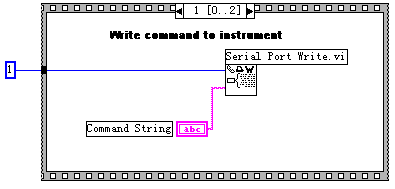 1 [0..2]
Write command to instrument
Serial Port Write.vi
1
W
Command String
abc